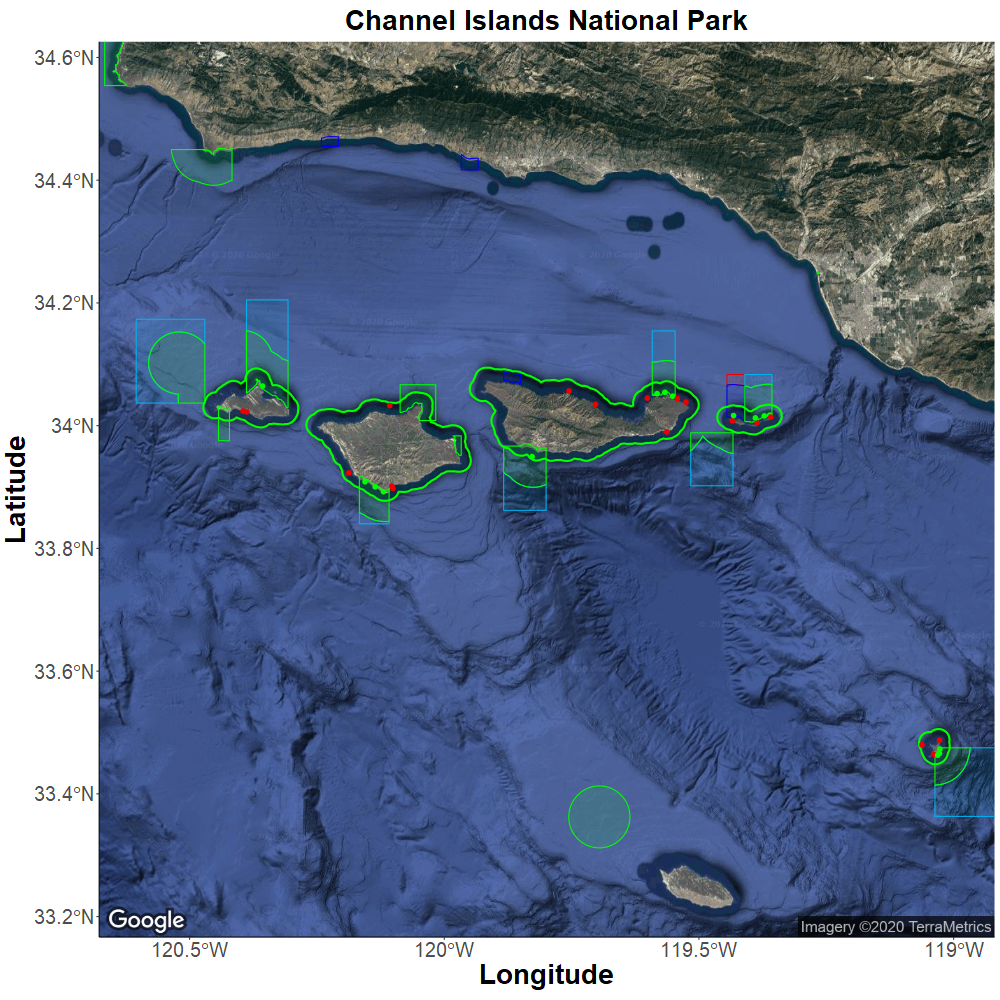 Channel Islands National Park
34.6°N
34.4°N
34.2°N
34°N
33.8°N
33.6°N
33.4°N
33.2°N
Latitude
Google
Imagery ©2020 TerraMetrics
120.5°W
120°W
119.5°W
119°W
Longitude